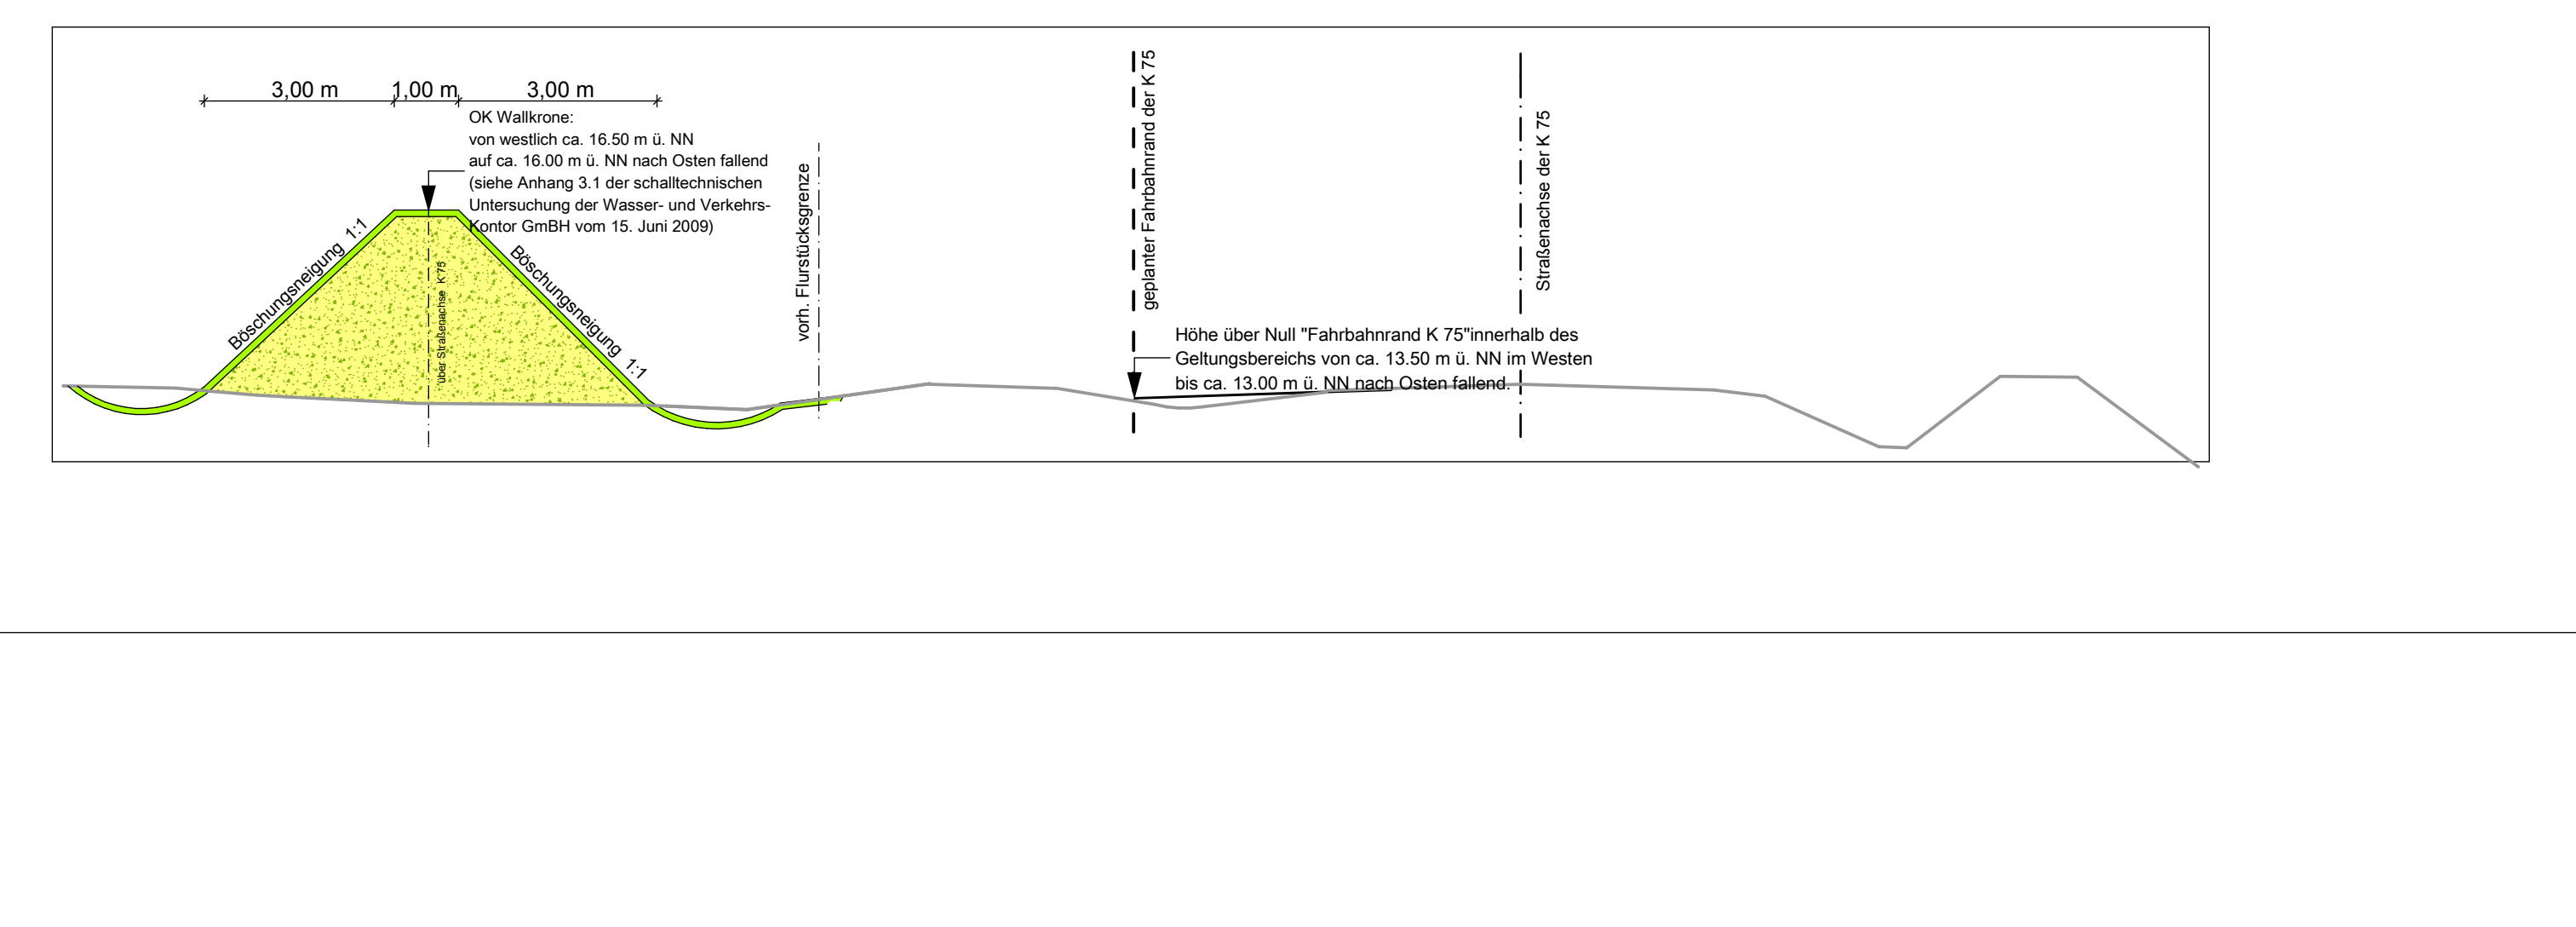 3,00 m 1,00 m 3,00 m
OK Wallkrone:
von westlich ca. 16.50 m ü. NN
auf ca. 16.00 m ü. NN nach Osten fallend
(siehe Anhang 3.1 der schalltechnischen
Untersuchung der Wasser- und Verkehrs-
Kontor GmBH vom 15. Juni 2009)
Böschungsneigung 1:1
über Straßenachse K 75
Böschungsneigung 1:1
vorh. Flurstücksgrenze
geplanter Fahrbahnrand der K 75
Straßenachse der K 75
Höhe über Null "Fahrbahnrand K 75"innerhalb des
Geltungsbereichs von ca. 13.50 m ü. NN im Westen
bis ca. 13.00 m ü. NN nach Osten fallend.